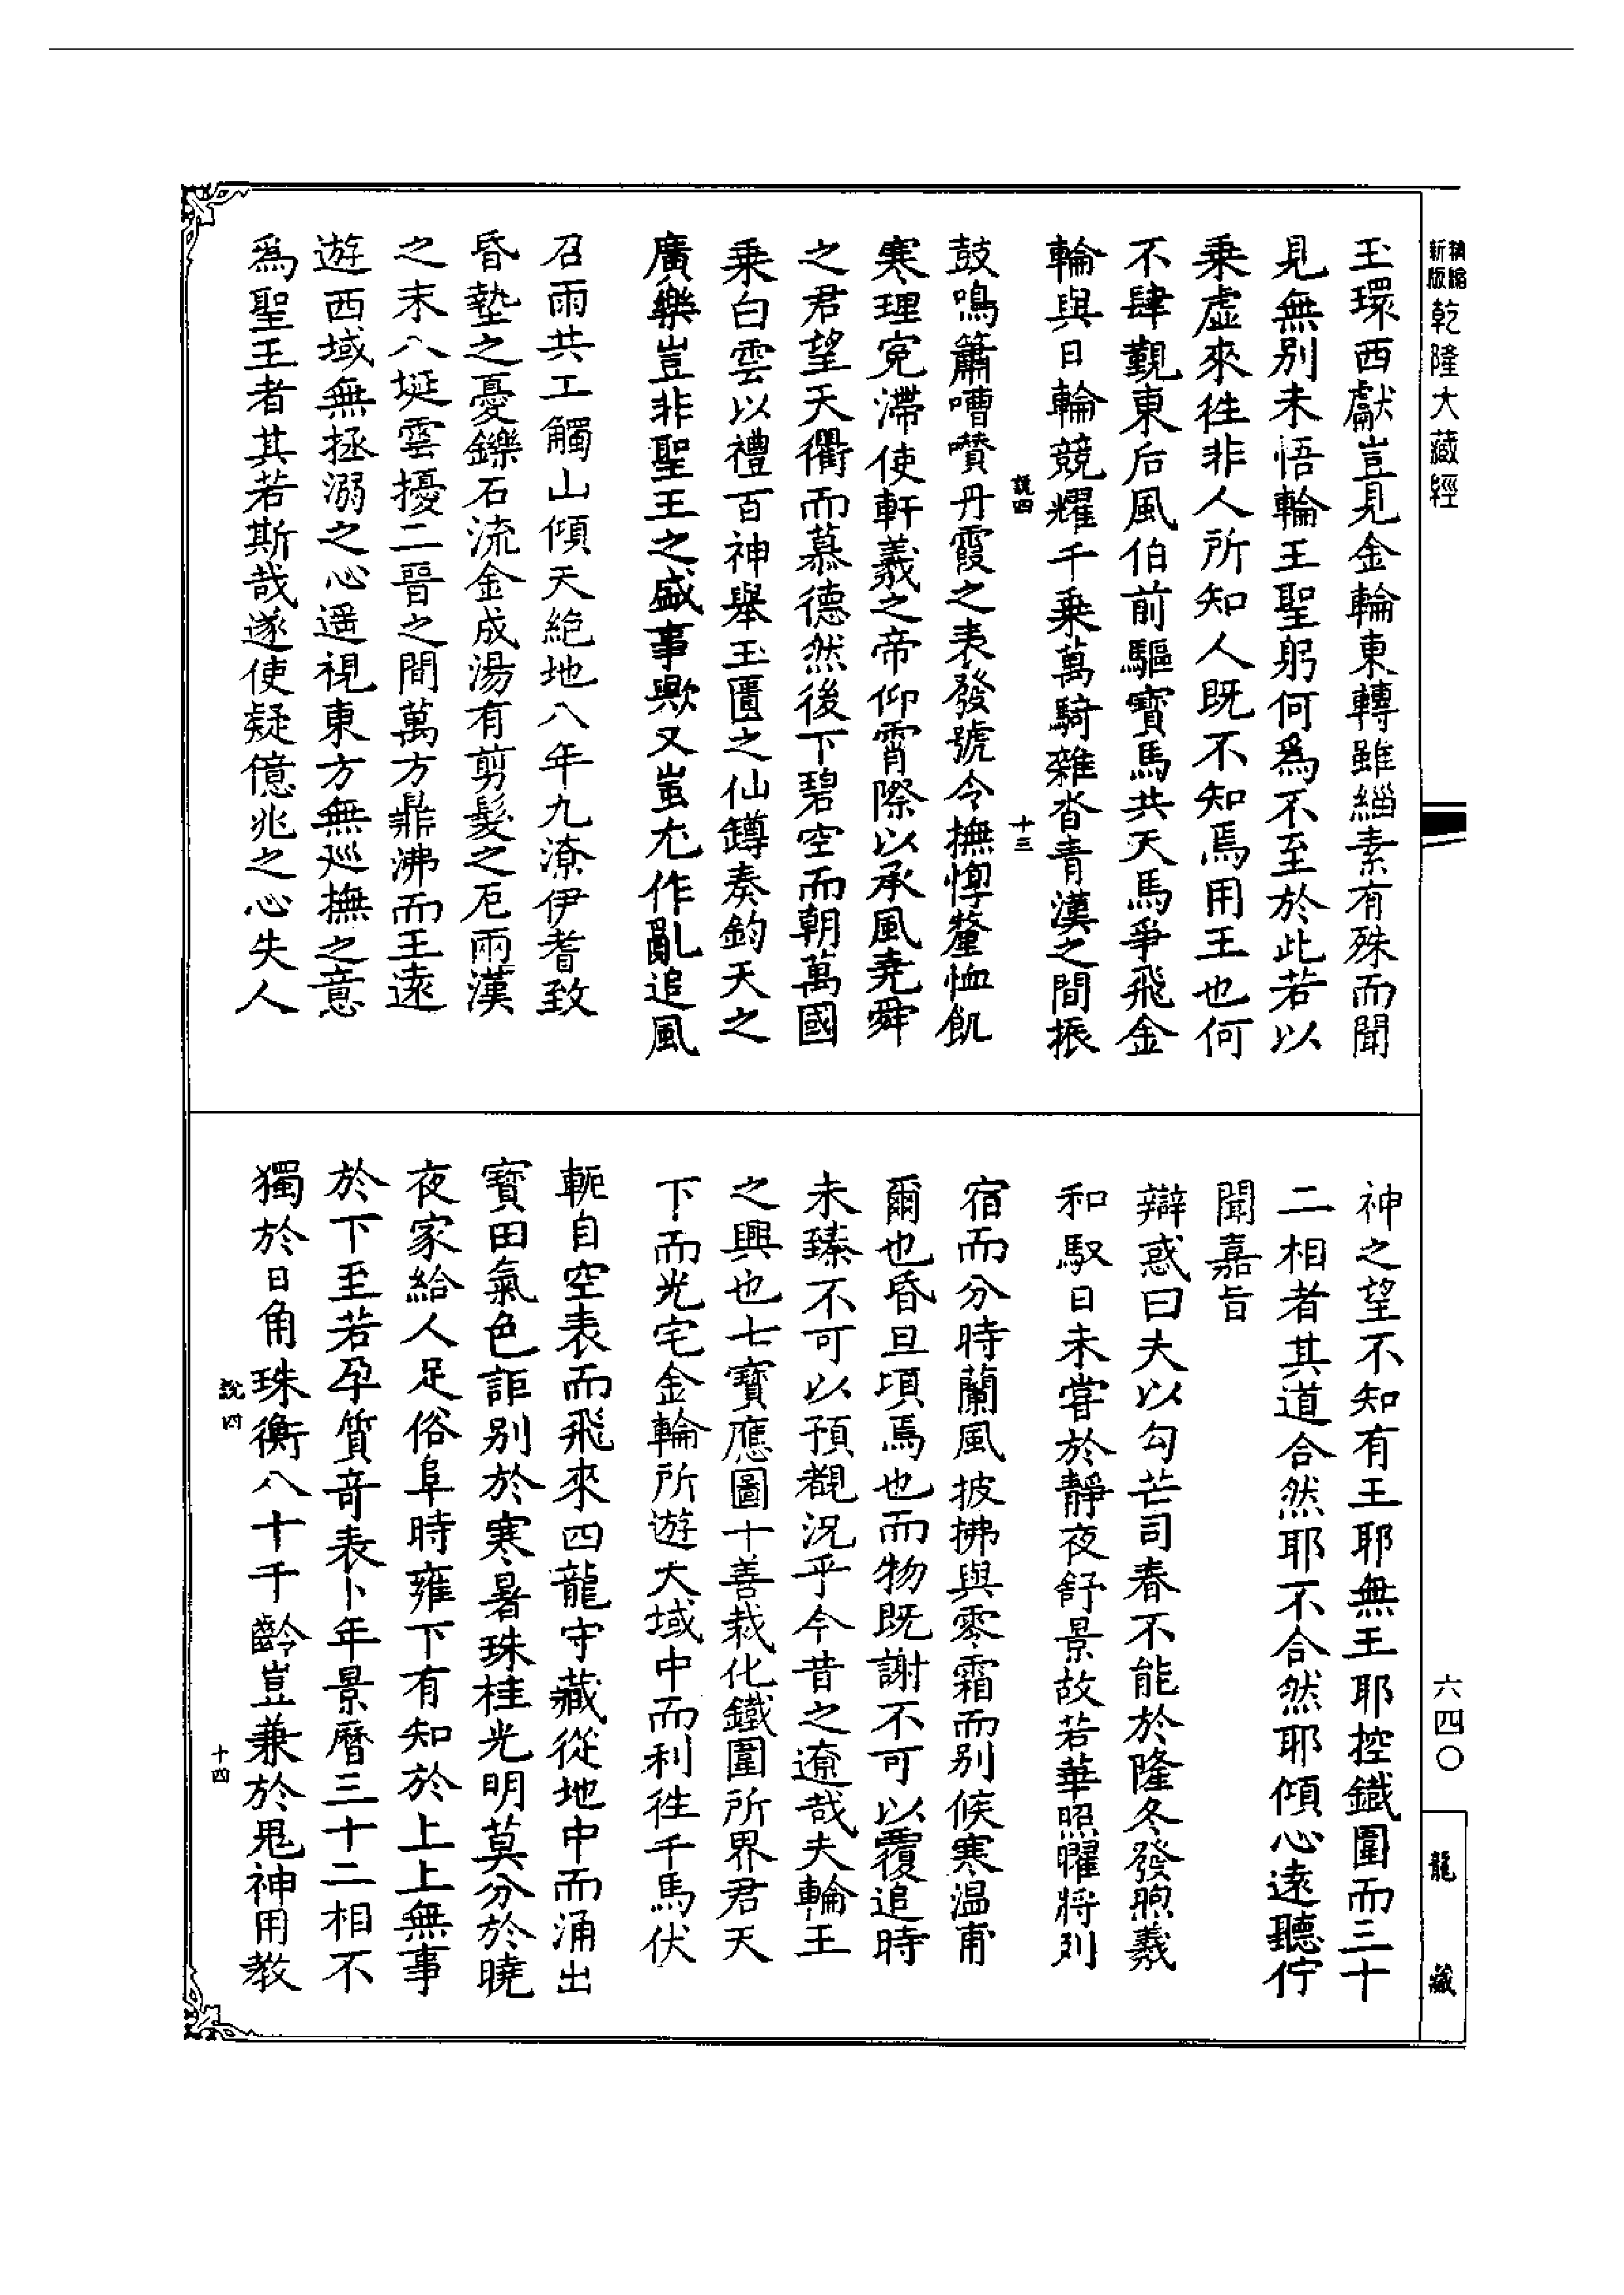 新版精縮乾隆大藏經
玉環西獻豈見金輪東轉雖緇素有殊而聞
見無別未悟輪王聖躬何爲不至於此若以
乗虛來徃非人所知人既不知焉用王也何
不肆覲東后風伯前驅寶馬共天馬爭飛金
輪與日輪競耀千乗萬騎雜沓青漢之間振
說四
十三
鼓鳴簫嘈囋丹霞之表發號令撫惸釐恤飢
寒理寃滯使軒羲之帝仰霄際以承風堯舜
之君望天衢而慕德然後下碧空而朝萬國
乗白雲以禮百神舉玉匱之仙鐏奏鈞天之
廣樂豈非聖王之盛事歟又蚩尤作亂追風
召雨共工觸山傾天絕地八年九潦伊耆致
昏墊之憂鑠石流金成湯有剪髮之厄兩漢
之末八埏雲擾二晉之間萬方鼎沸而王遠
遊西域無拯溺之心遥視東方無廵撫之意
爲聖王者其若斯哉遂使疑億兆之心失人
神之望不知有王耶無王耶控鐵圍而三十
二相者其道合然耶不合然耶傾心遠聽佇
聞嘉旨
辯惑曰夫以勾芒司春不能於隆冬發煦羲
和馭日未甞於靜夜舒景故若華照曜將列
宿而分時蘭風披拂與零霜而別候寒温甫
爾也昏旦頃焉也而物既謝不可以覆追時
未臻不可以預覩況乎今昔之遼哉夫輪王
之興也七寶應圖十善裁化鐵圍所界君天
下而光宅金輪所遊大域中而利徃千馬伏
軛自空表而飛來四龍守藏從地中而涌出
寶田氣色詎別於寒暑珠桂光明莫分於曉
夜家給人足俗阜時雍下有知於上上無事
於下至若孕質竒表卜年景曆三十二相不
獨於日角珠衡八十千齡豈兼於鬼神用教
說四
十四
六四〇
龍藏